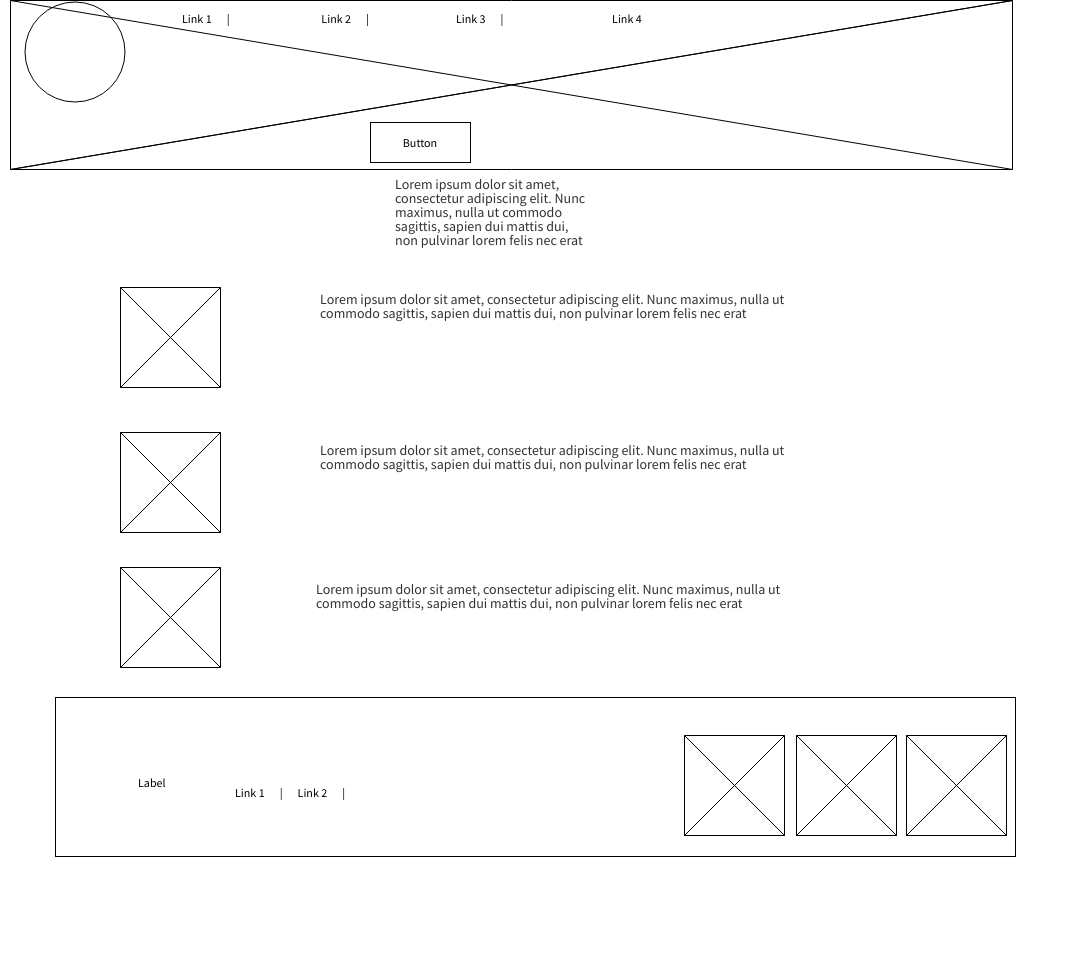 Link 1 | Link 2 | Link 3 | Link 4
Button
Lorem ipsum dolor sit amet,
consectetur adipiscing elit. Nunc
maximus, nulla ut commodo
sagittis, sapien dui mattis dui,
non pulvinar lorem felis nec erat
Lorem ipsum dolor sit amet, consectetur adipiscing elit. Nunc maximus, nulla ut
commodo sagittis, sapien dui mattis dui, non pulvinar lorem felis nec erat
Lorem ipsum dolor sit amet, consectetur adipiscing elit. Nunc maximus, nulla ut
commodo sagittis, sapien dui mattis dui, non pulvinar lorem felis nec erat
Lorem ipsum dolor sit amet, consectetur adipiscing elit. Nunc maximus, nulla ut
commodo sagittis, sapien dui mattis dui, non pulvinar lorem felis nec erat
Label
Link 1 | Link 2 |